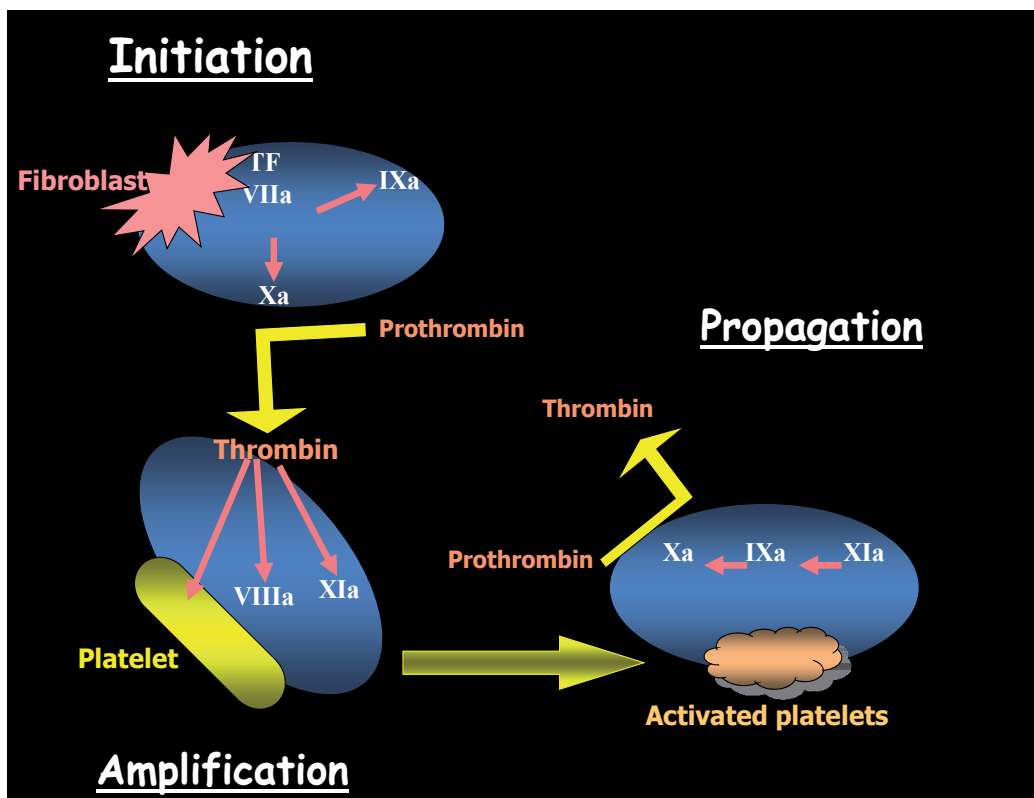 Initiation
Fibroblast
TF
VIIa
IXa
Xa
Prothrombin
Thrombin
VIIIa
XIa
Platelet
Amplification
Propagation
Thrombin
Prothrombin
Xa
IXa
XIa
Activated platelets